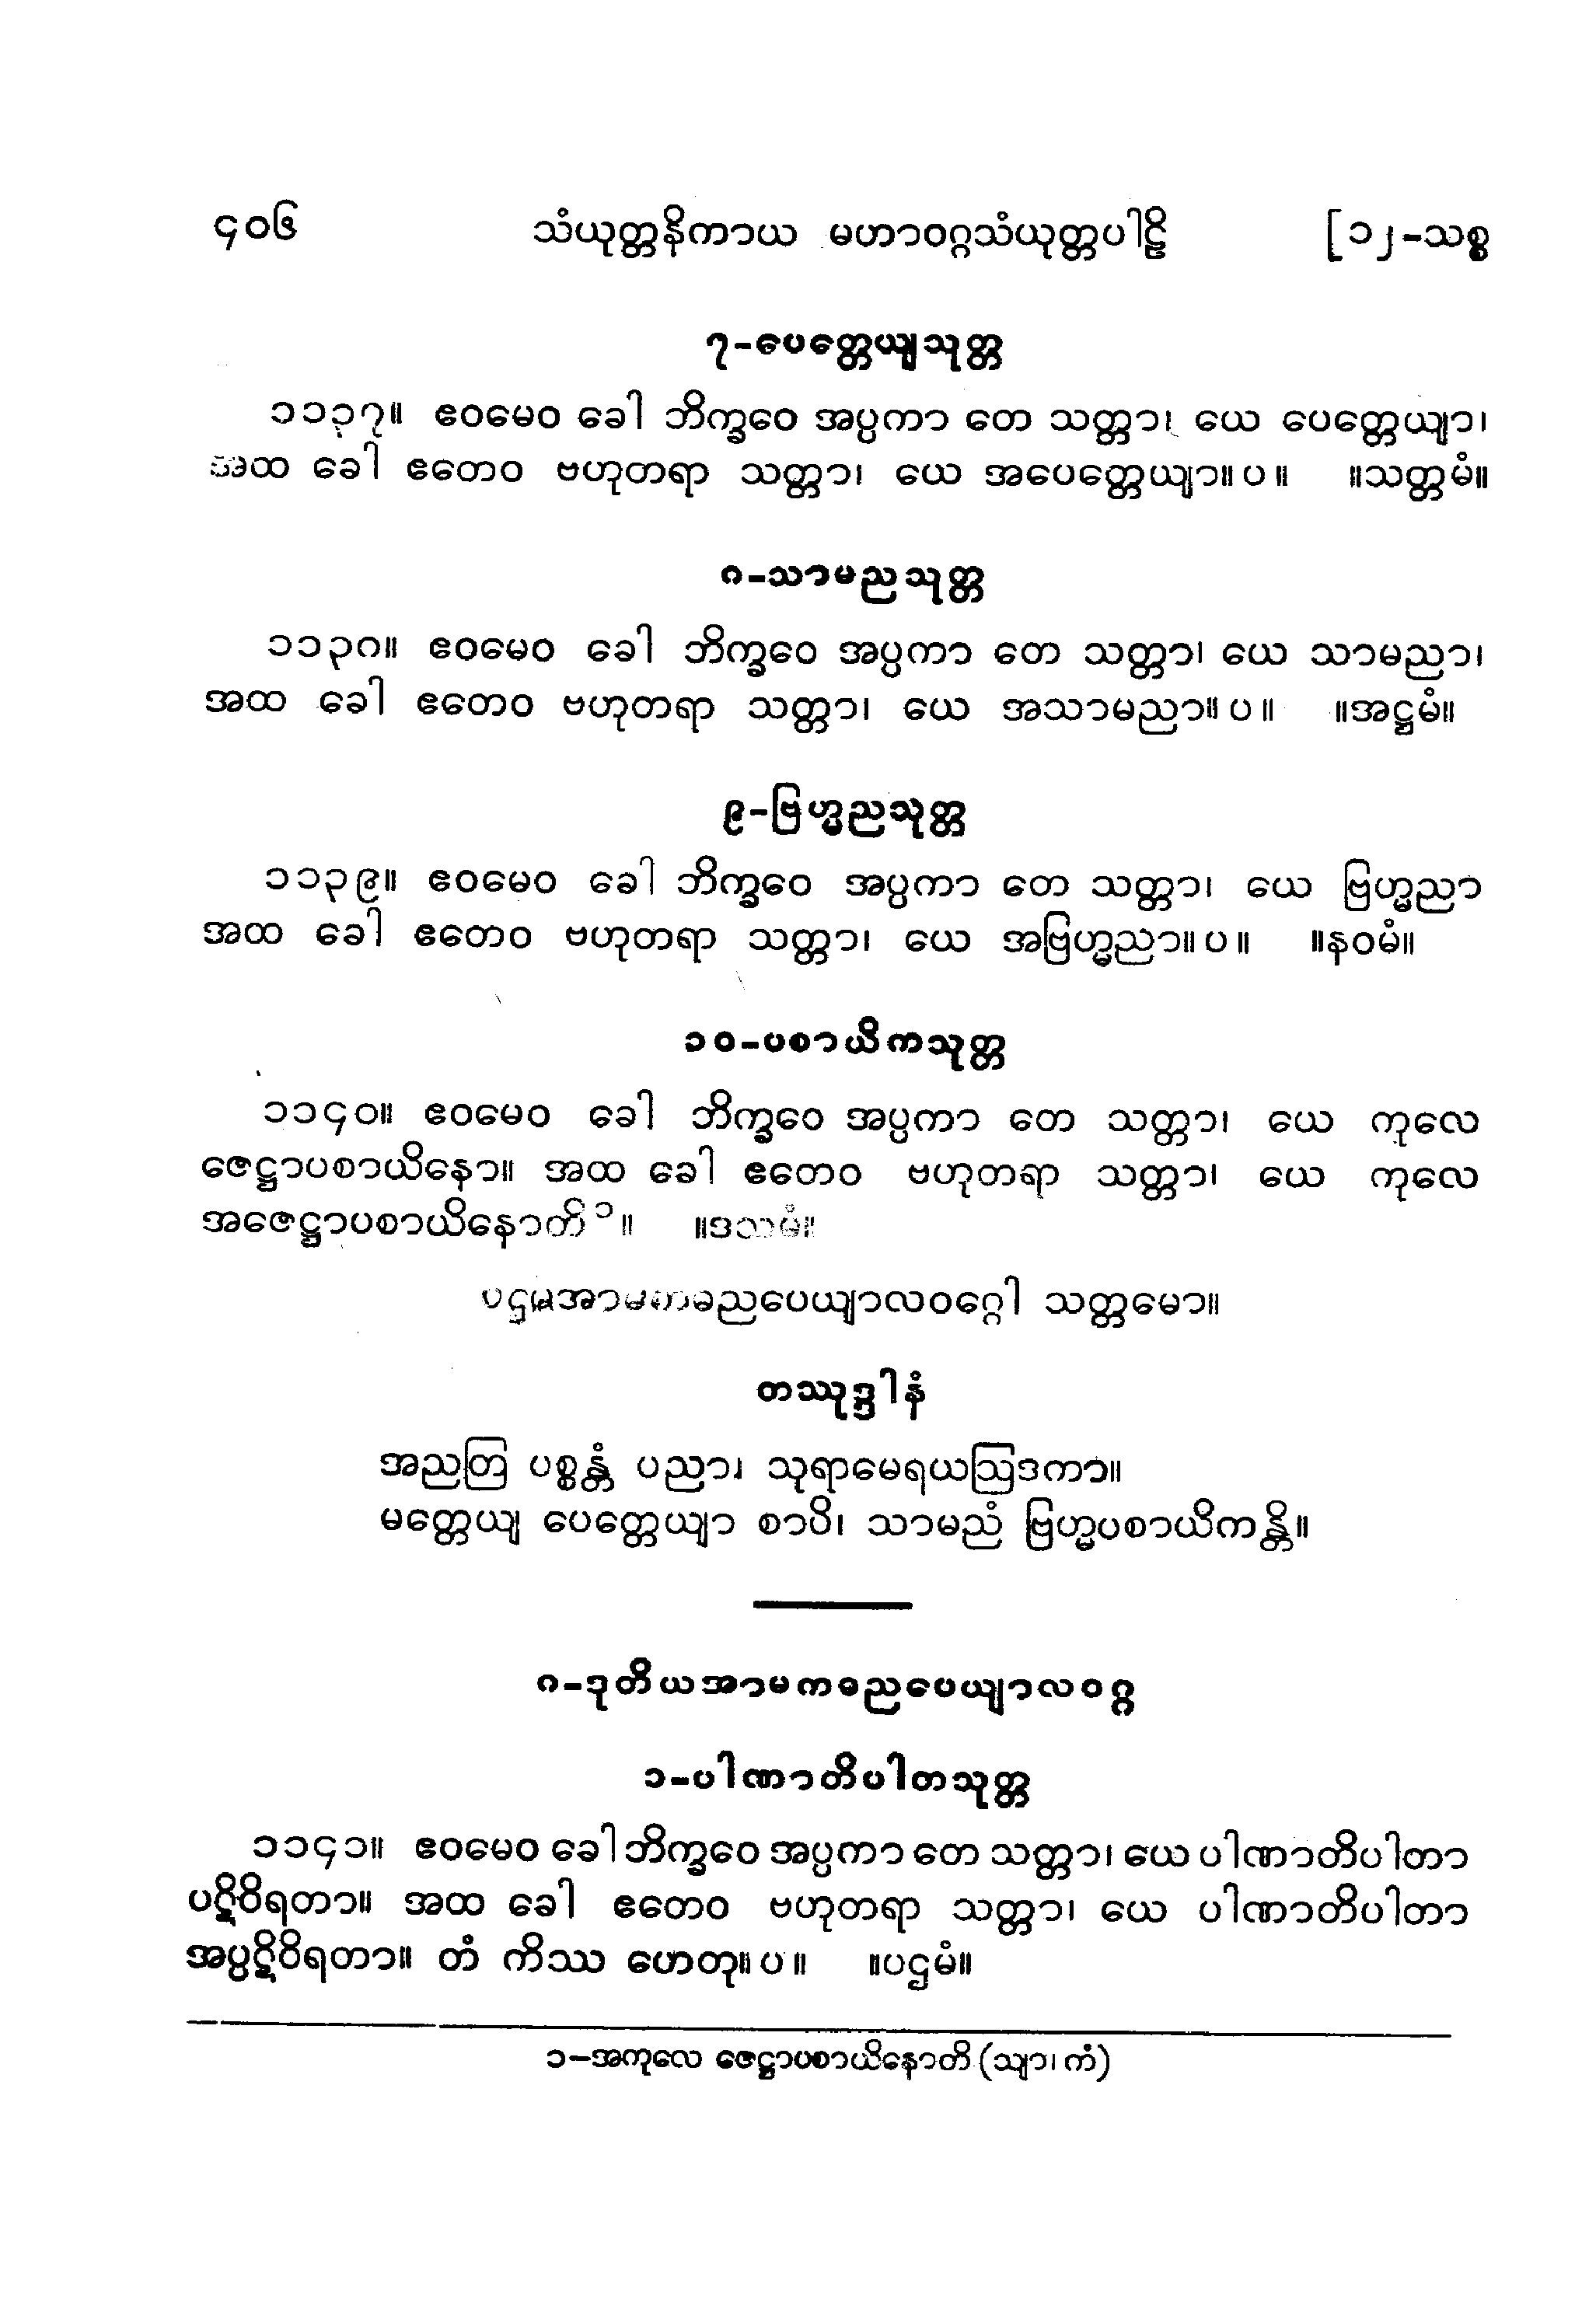 ၄၀၆ သံယုတ္တနိကာယ မဟာဝဂ္ဂသံယုတ္တပါဠိ [၁၂-သစ္စ
၇-ပေတ္တေယျသုတ္တ
၁၁၃၇။ ဧဝမေဝ ခေါ ဘိက္ခဝေ အပ္ပကာ တေ သတ္တာ၊ ယေ ပေတ္တေယျာ၊
အထ ခေါ ဧတေဝ ဗဟုတရာ သတ္တာ၊ ယေ အပေတ္တေယျာ။ပ။ ။သတ္တမံ။
၈-သာမညသုတ္တ
၁၁၃၈။ ဧဝမေဝ ခေါ ဘိက္ခဝေ အပ္ပကာ တေ သတ္တာ၊ ယေ သာမညာ၊
အထ ခေါ ဧတေဝ ဗဟုတရာ သတ္တာ၊ ယေ အသာမညာ။ပ။ ။အဋ္ဌမံ။
၉-ဗြဟ္မညသုတ္တ
၁၁၃၉။ ဧဝမေဝ ခေါ ဘိက္ခဝေ အပ္ပကာ တေ သတ္တာ၊ ယေ ဗြဟ္မညာ
အထ ခေါ ဧတေဝ ဗဟုတရာ သတ္တာ၊ ယေ အဗြဟ္မညာ။ပ။ ။နဝမံ။
၁၀-ပစာယိကသုတ္တ
၁၁၄၀။ ဧဝမေဝ ခေါ ဘိက္ခဝေ အပ္ပကာ တေ သတ္တာ၊ ယေ ကုလေ
ဇေဋ္ဌာပစာယိနော။ အထ ခေါ ဧတေဝ ဗဟုတရာ သတ္တာ၊ ယေ ကုလေ
အဇေဋ္ဌာပစာယိနောတိ၁။ ။ဒသမံ။
ပဌမအာမကဓညပေယျာလဝဂ္ဂေါ သတ္တမော။
တဿုဒ္ဒါနံ
အညတြ ပစ္စန္တံ ပညာ၊ သုရာမေရယဩဒကာ။
မတ္တေယျ ပေတ္တေယျာ စာပိ၊ သာမညံ ဗြဟ္မပစာယိကန္တိ။
၈-ဒုတိယအာမကဓညပေယျာလဝဂ္ဂ
၁-ပါဏာတိပါတသုတ္တ
၁၁၄၁။ ဧဝမေဝ ခေါ ဘိက္ခဝေ အပ္ပကာ တေ သတ္တာ၊ ယေ ပါဏာတိပါတာ
ပဋိဝိရတာ။ အထ ခေါ ဧတေဝ ဗဟုတရာ သတ္တာ၊ ယေ ပါဏာတိပါတာ
အပ္ပဋိဝိရတာ။ တံ ကိဿ ဟေတု။ပ။ ။ပဌမံ။
၁-အကုလေ ဇေဋ္ဌာပစာယိနောတိ (သျာ၊ ကံ)